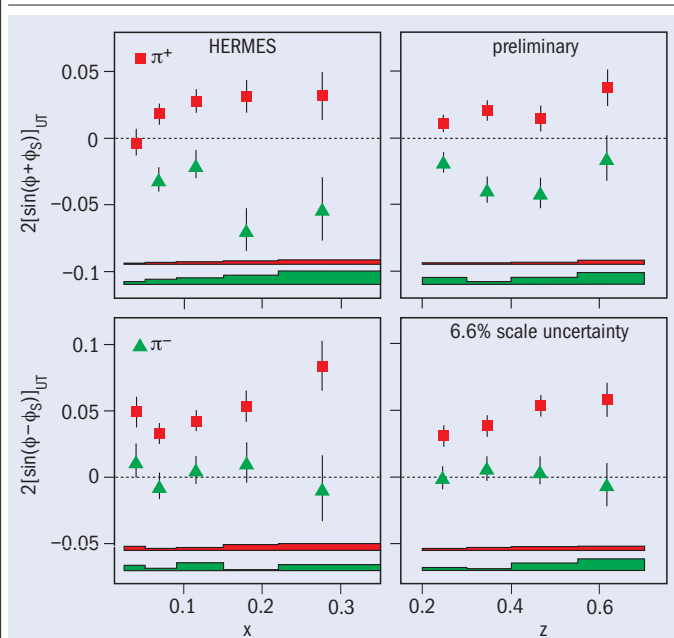 HERMES
preliminary
π+
0.05
0
−0.05
−0.1
2[sin(ϕ+ϕS)]UT
π−
6.6% scale uncertainty
0.1
0.05
0
−0.05
2[sin(ϕ−ϕS)]UT
0.1 0.2 0.3
0.2 0.4 0.6
x
z